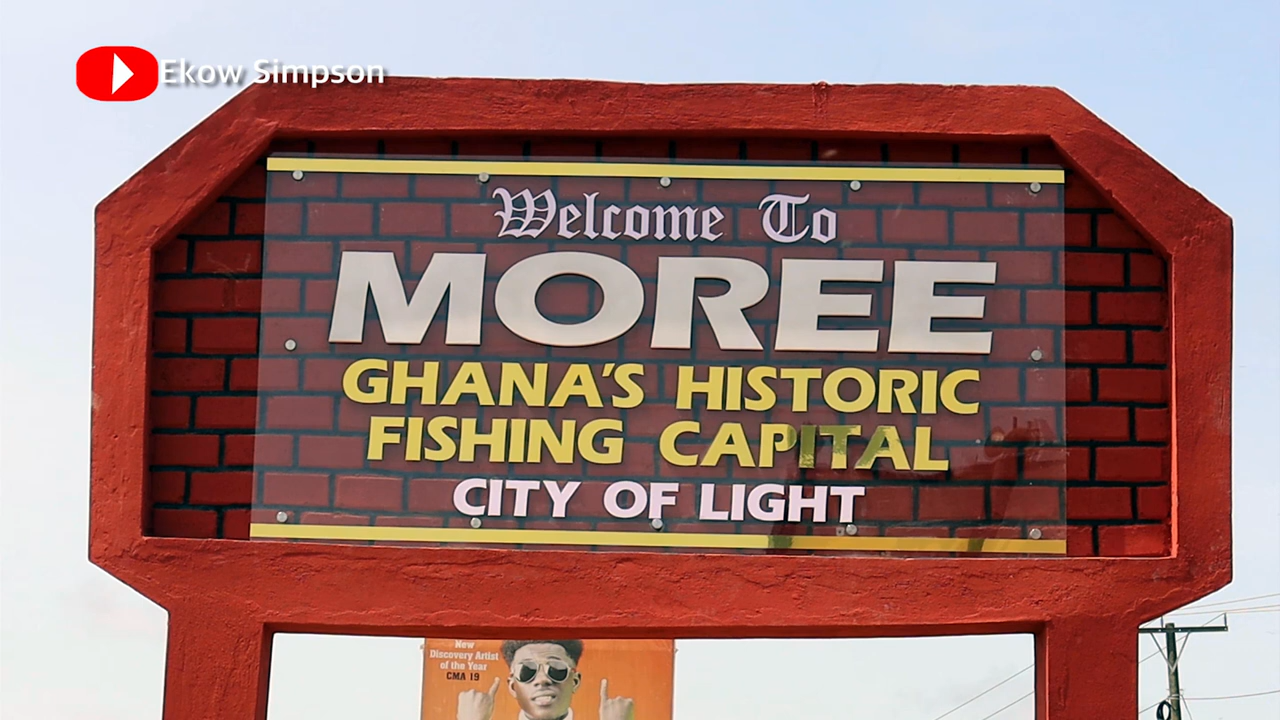 Ekow Simpson
Welcome To
MOREE
GHANA'S HISTORIC
FISHING CAPITAL
CITY OF LIGHT
New
Discovery Artist
of the Year
CMA 19